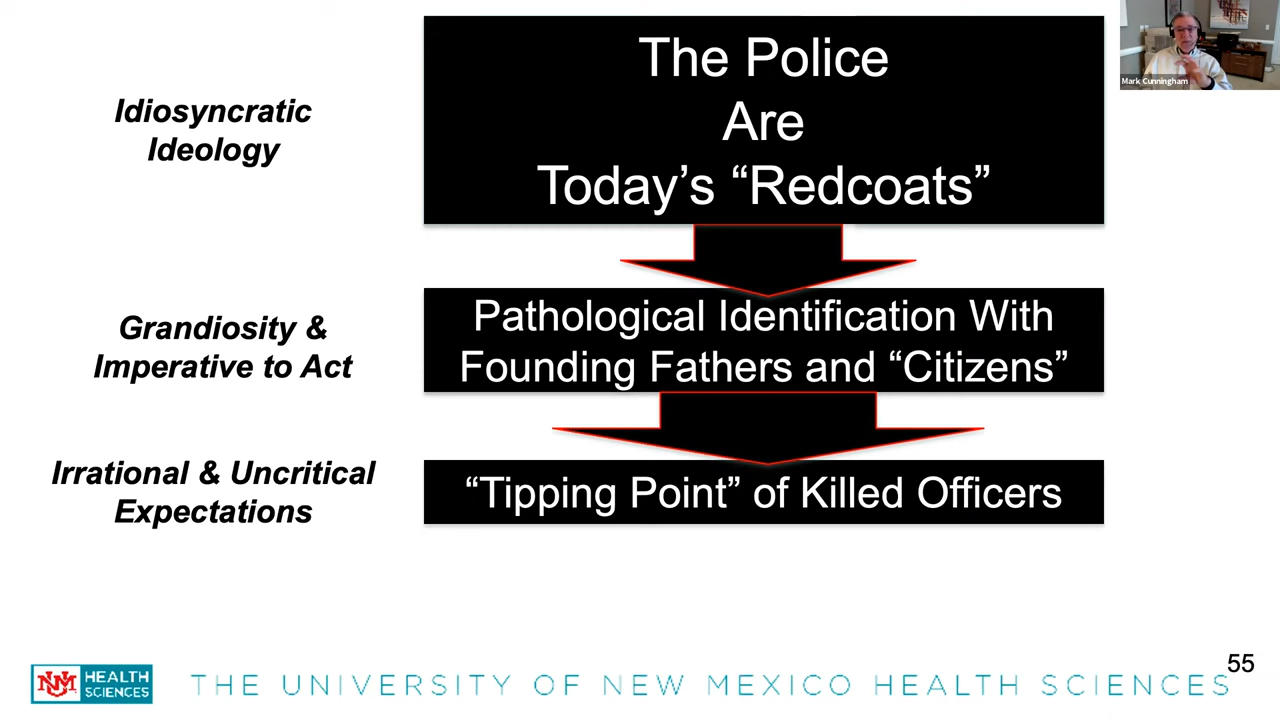 Idiosyncratic
Ideology
The Police
Are
Today’s “Redcoats”
Mark Cunningham
Grandiosity &
Imperative to Act
Pathological Identification With
Founding Fathers and “Citizens”
Irrational & Uncritical
Expectations
“Tipping Point” of Killed Officers
55
UNM HEALTH
SCIENCES
THE UNIVERSITY OF NEW MEXICO HEALTH SCIENCES